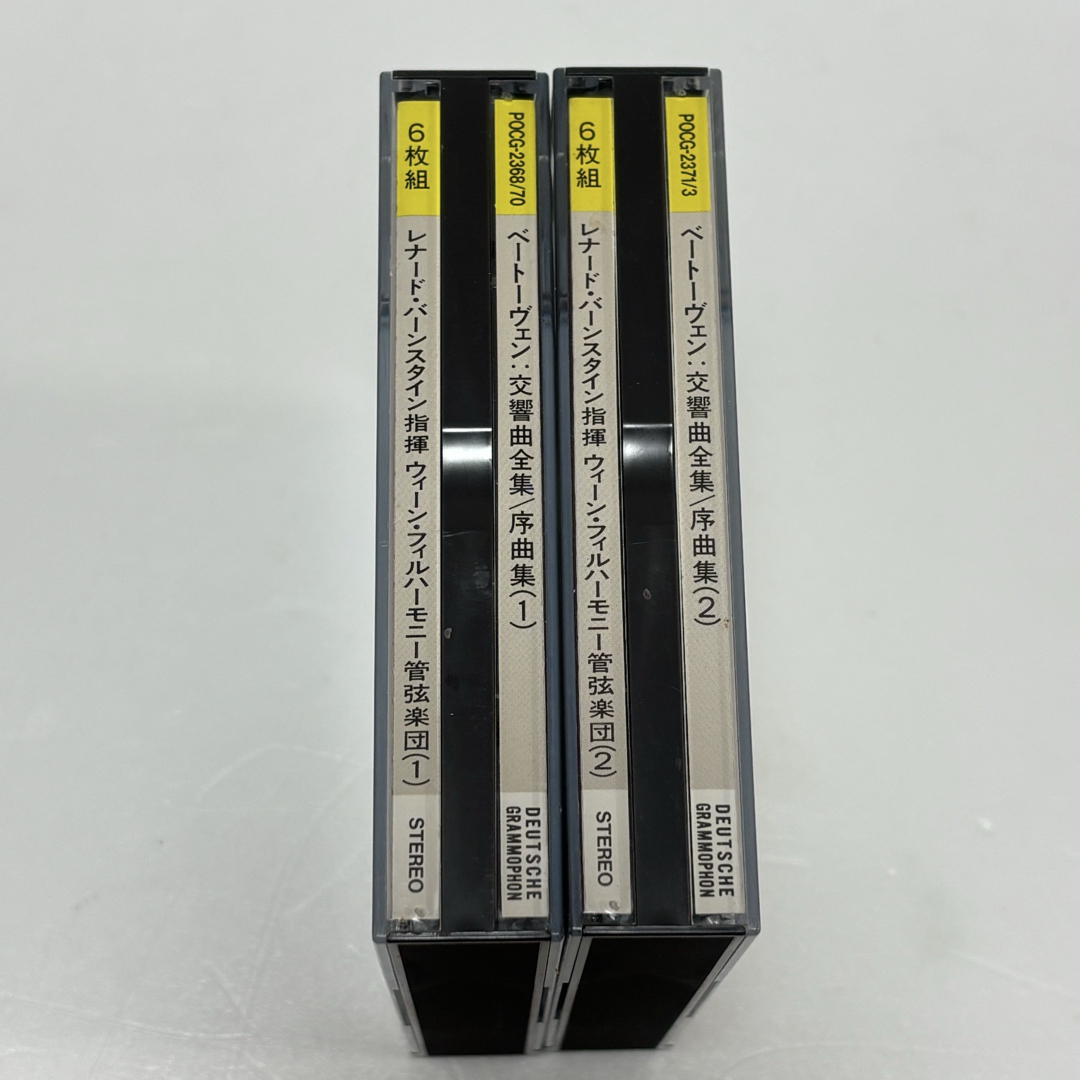 6枚組
レナード・バーンスタイン指揮 ウィーン・フィルハーモニー管弦楽団(1)
STEREO
POCG-2368/70
ベートーヴェン:交響曲全集/序曲集(1)
DEUTSCHE
GRAMMOPHON
6枚組
レナード・バーンスタイン指揮 ウィーン・フィルハーモニー管弦楽団(2)
STEREO
POCG-2371/3
ベートーヴェン:交響曲全集/序曲集(2)
DEUTSCHE
GRAMMOPHON